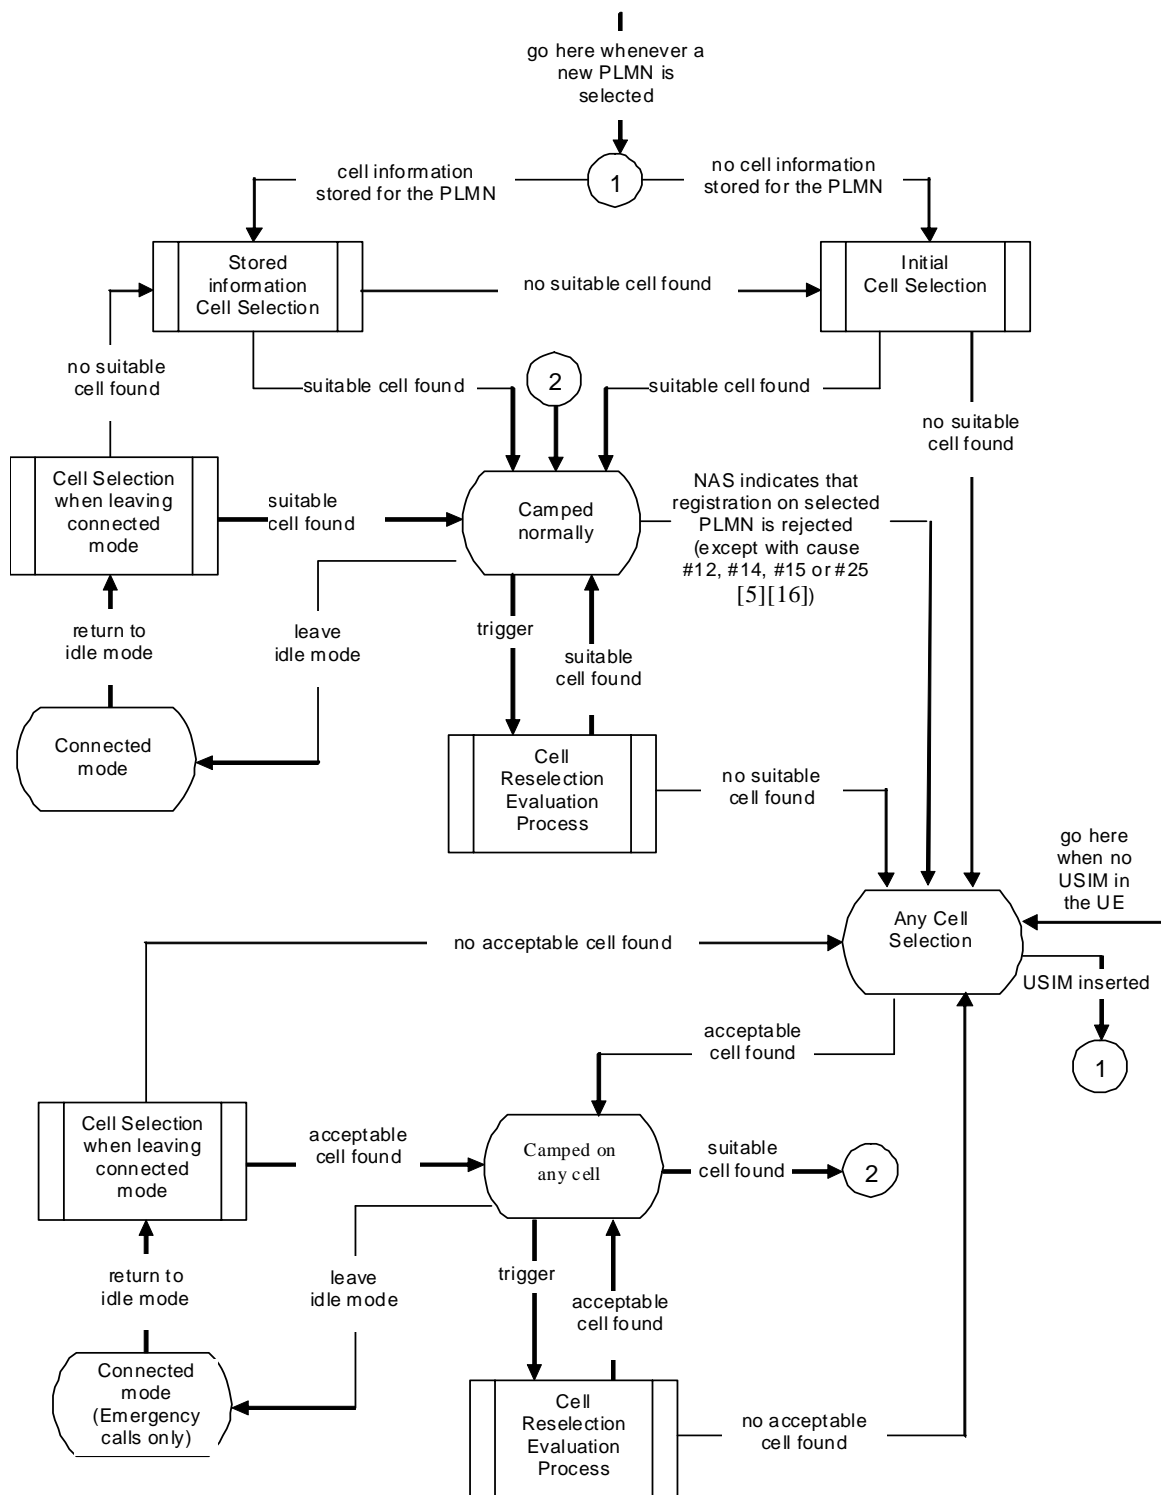 go here whenever a
new PLMN is
selected
cell information
stored for the PLMN
1
no cell information
stored for the PLMN
Stored
information
Cell Selection
no suitable cell found
Initial
Cell Selection
no suitable
cell found
suitable cell found
2
suitable cell found
no suitable
cell found
Cell Selection
when leaving
connected
mode
suitable
cell found
Camped
normally
NAS indicates that
registration on selected
PLMN is rejected
(except with cause
#12, #14, #15 or #25
[5][16])
return to
idle mode
leave
idle mode
trigger
suitable
cell found
Connected
mode
Cell
Reselection
Evaluation
Process
no suitable
cell found
go here
when no
USIM in
the UE
Any Cell
Selection
no acceptable cell found
USIM inserted
1
acceptable
cell found
Cell Selection
when leaving
connected
mode
acceptable
cell found
Camped on
any cell
suitable
cell found
2
return to
idle mode
leave
idle mode
trigger
acceptable
cell found
Connected
mode
(Emergency
calls only)
Cell
Reselection
Evaluation
Process
no acceptable
cell found